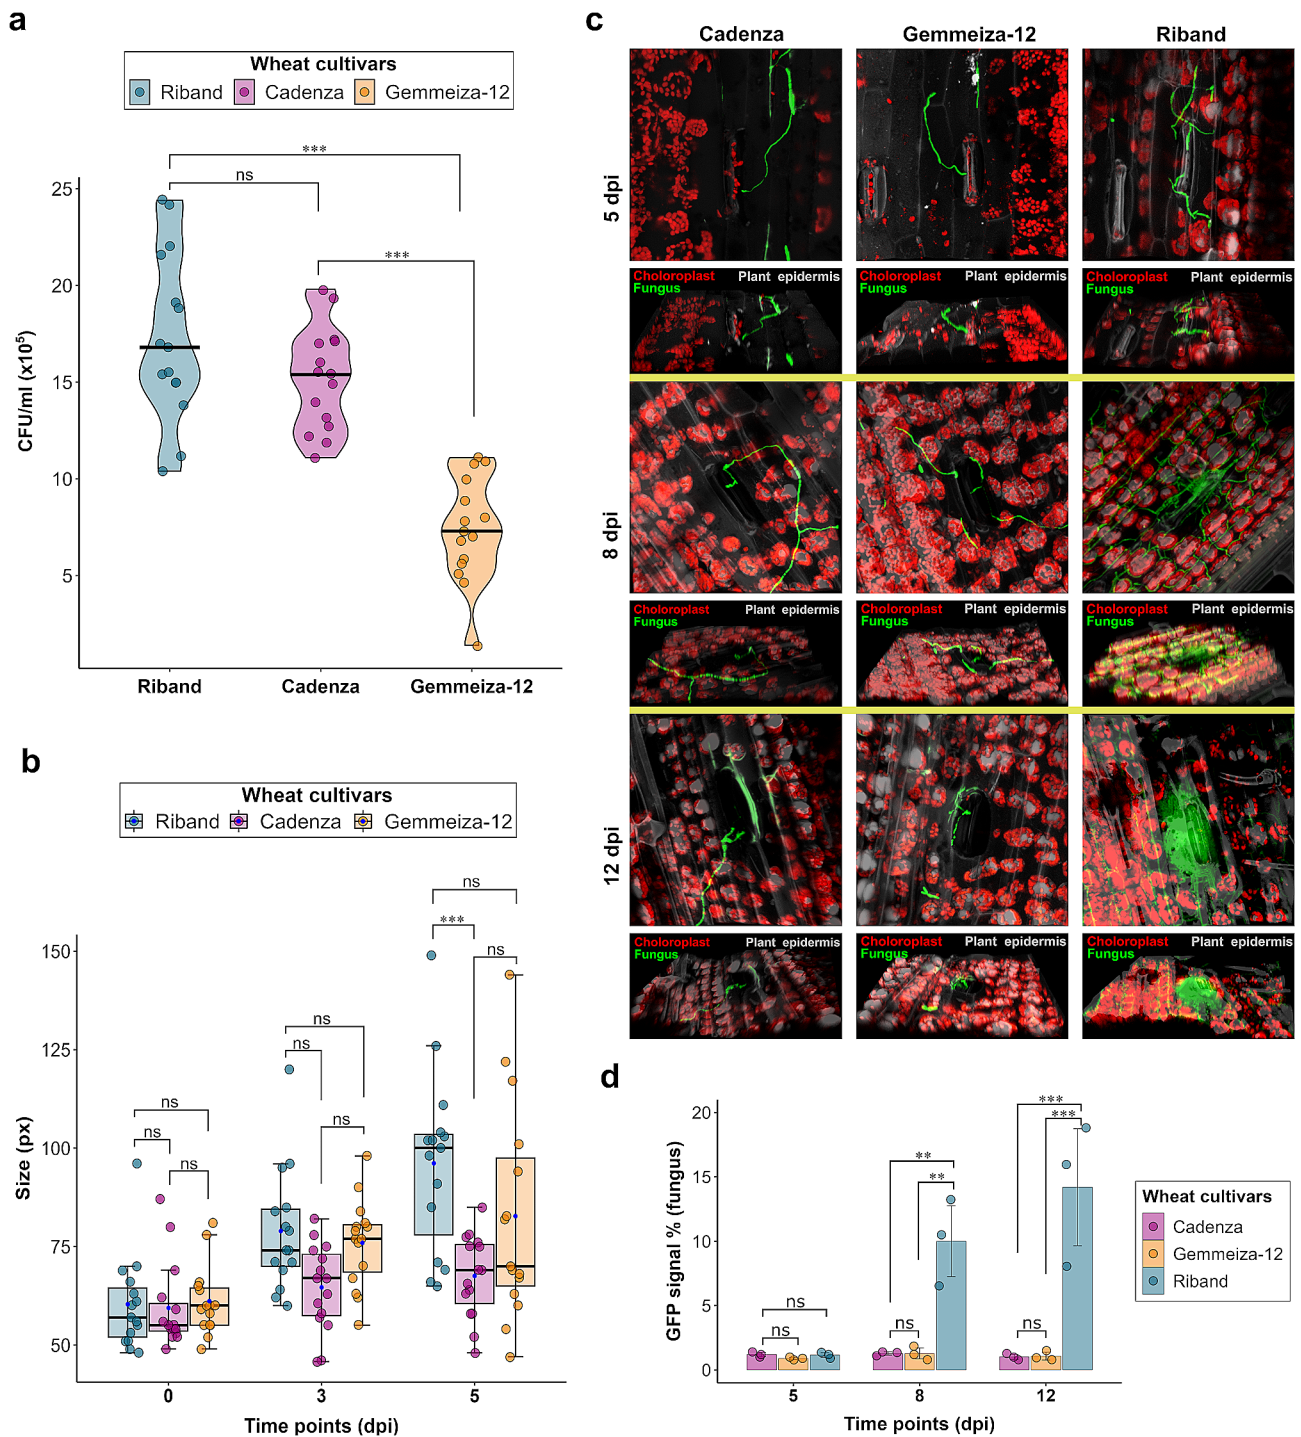 a
Wheat cultivars
Riband Cadenza Gemmeiza-12
***
ns
***
25
20
15
10
5
CFU/ml (x10⁵)
Riband Cadenza Gemmeiza-12
b
Wheat cultivars
Riband Cadenza Gemmeiza-12
ns
***
ns
ns
ns
ns
ns
ns
ns
150
125
100
75
50
Size (px)
0 3 5
Time points (dpi)
c
Cadenza Gemmeiza-12 Riband
5 dpi
Choloroplast Plant epidermis
Fungus
Choloroplast Plant epidermis
Fungus
Choloroplast Plant epidermis
Fungus
8 dpi
Choloroplast Plant epidermis
Fungus
Choloroplast Plant epidermis
Fungus
Choloroplast Plant epidermis
Fungus
12 dpi
Choloroplast Plant epidermis
Fungus
Choloroplast Plant epidermis
Fungus
Choloroplast Plant epidermis
Fungus
d
20
15
10
5
0
GFP signal % (fungus)
ns
ns
**
**
ns
***
***
ns
5 8 12
Time points (dpi)
Wheat cultivars
Cadenza
Gemmeiza-12
Riband